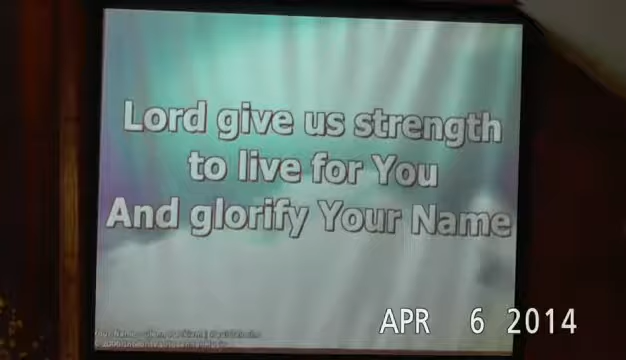 Lord give us strength
to live for You
And glorify Your Name
APR 6 2014